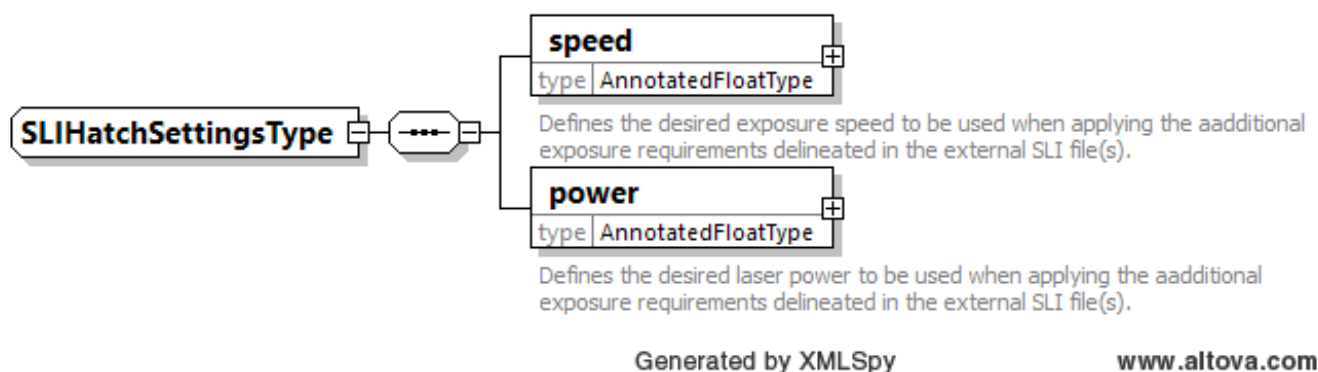 speed
type AnnotatedFloatType
SLIHatchSettingsType
Defines the desired exposure speed to be used when applying the aadditional
exposure requirements delineated in the external SLI file(s).
power
type AnnotatedFloatType
Defines the desired laser power to be used when applying the aadditional
exposure requirements delineated in the external SLI file(s).
Generated by XMLSpy www.altova.com